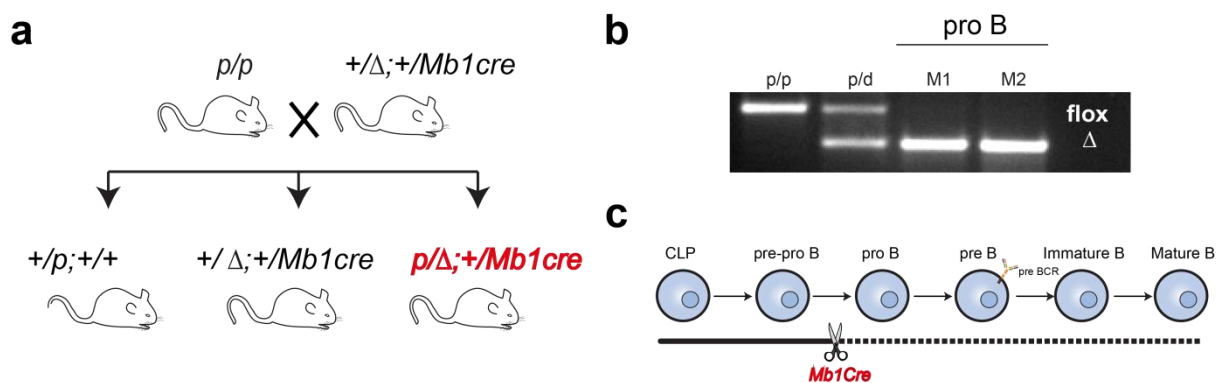 a
p/p
+/Δ;+/Mb1cre
+/p;+/+
+/ Δ;+/Mb1cre
p/Δ;+/Mb1cre
b
pro B
p/p p/d M1 M2
flox
Δ
c
CLP pre-pro B pro B pre B Immature B Mature B
pre BCR
Mb1Cre